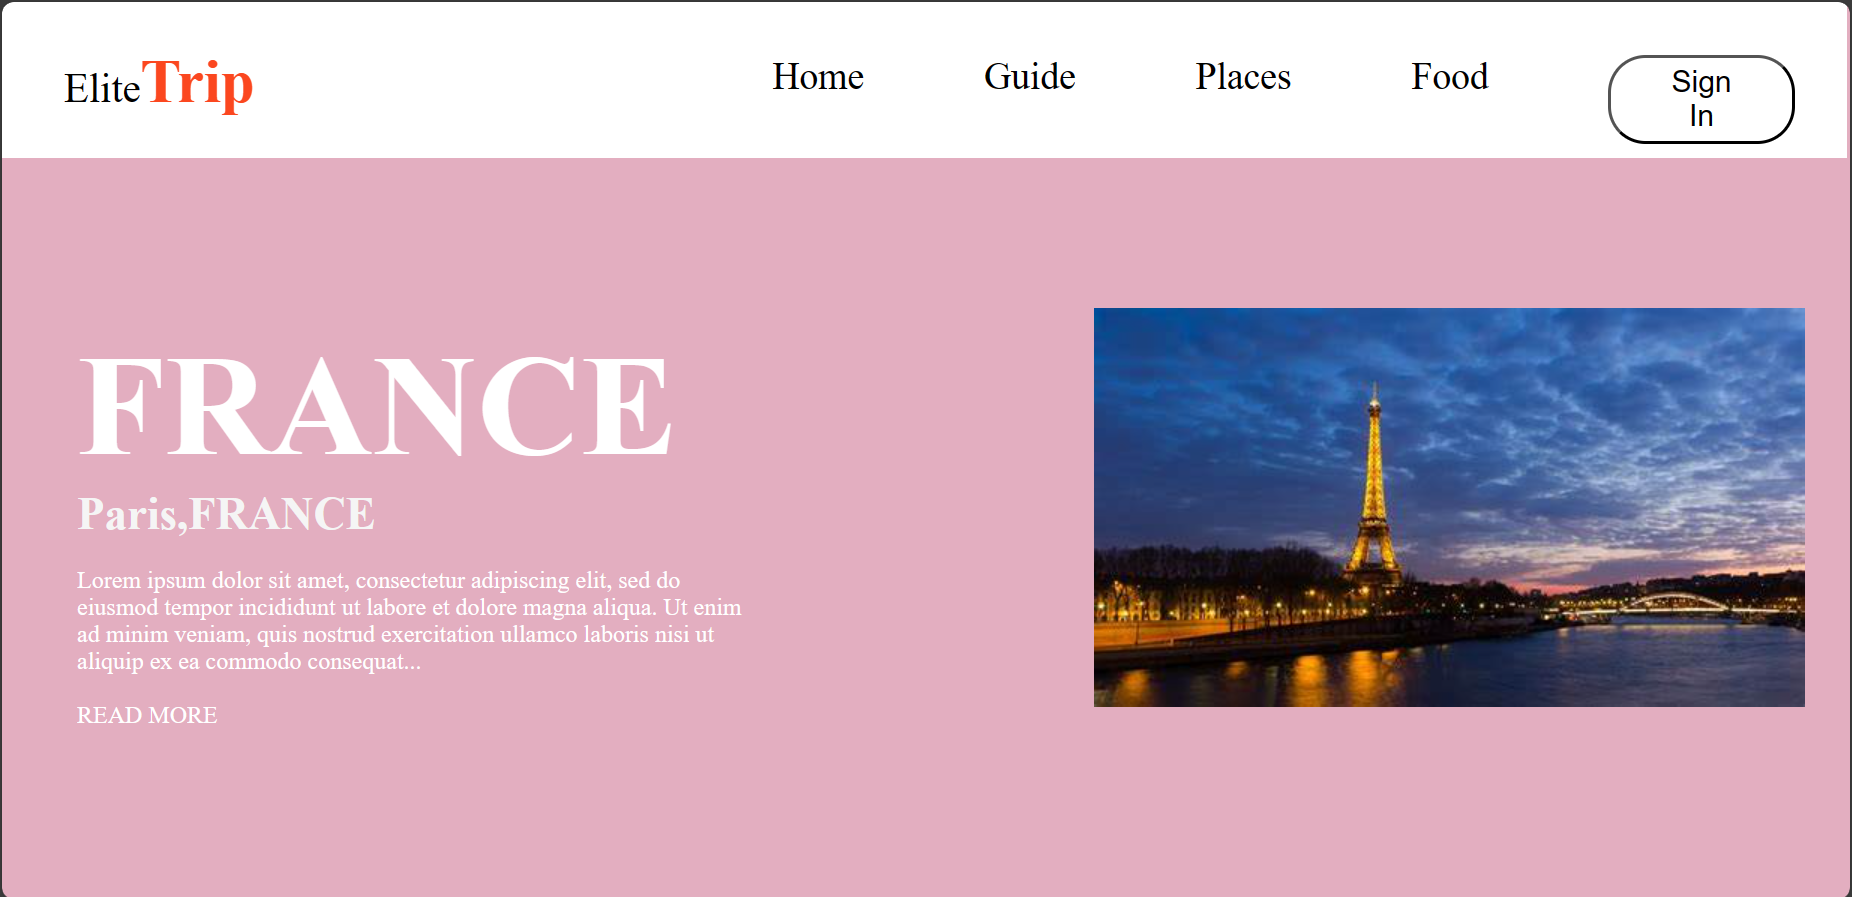 EliteTrip
Home Guide Places Food
Sign
In
FRANCE
Paris,FRANCE
Lorem ipsum dolor sit amet, consectetur adipiscing elit, sed do
eiusmod tempor incididunt ut labore et dolore magna aliqua. Ut enim
ad minim veniam, quis nostrud exercitation ullamco laboris nisi ut
aliquip ex ea commodo consequat...
READ MORE